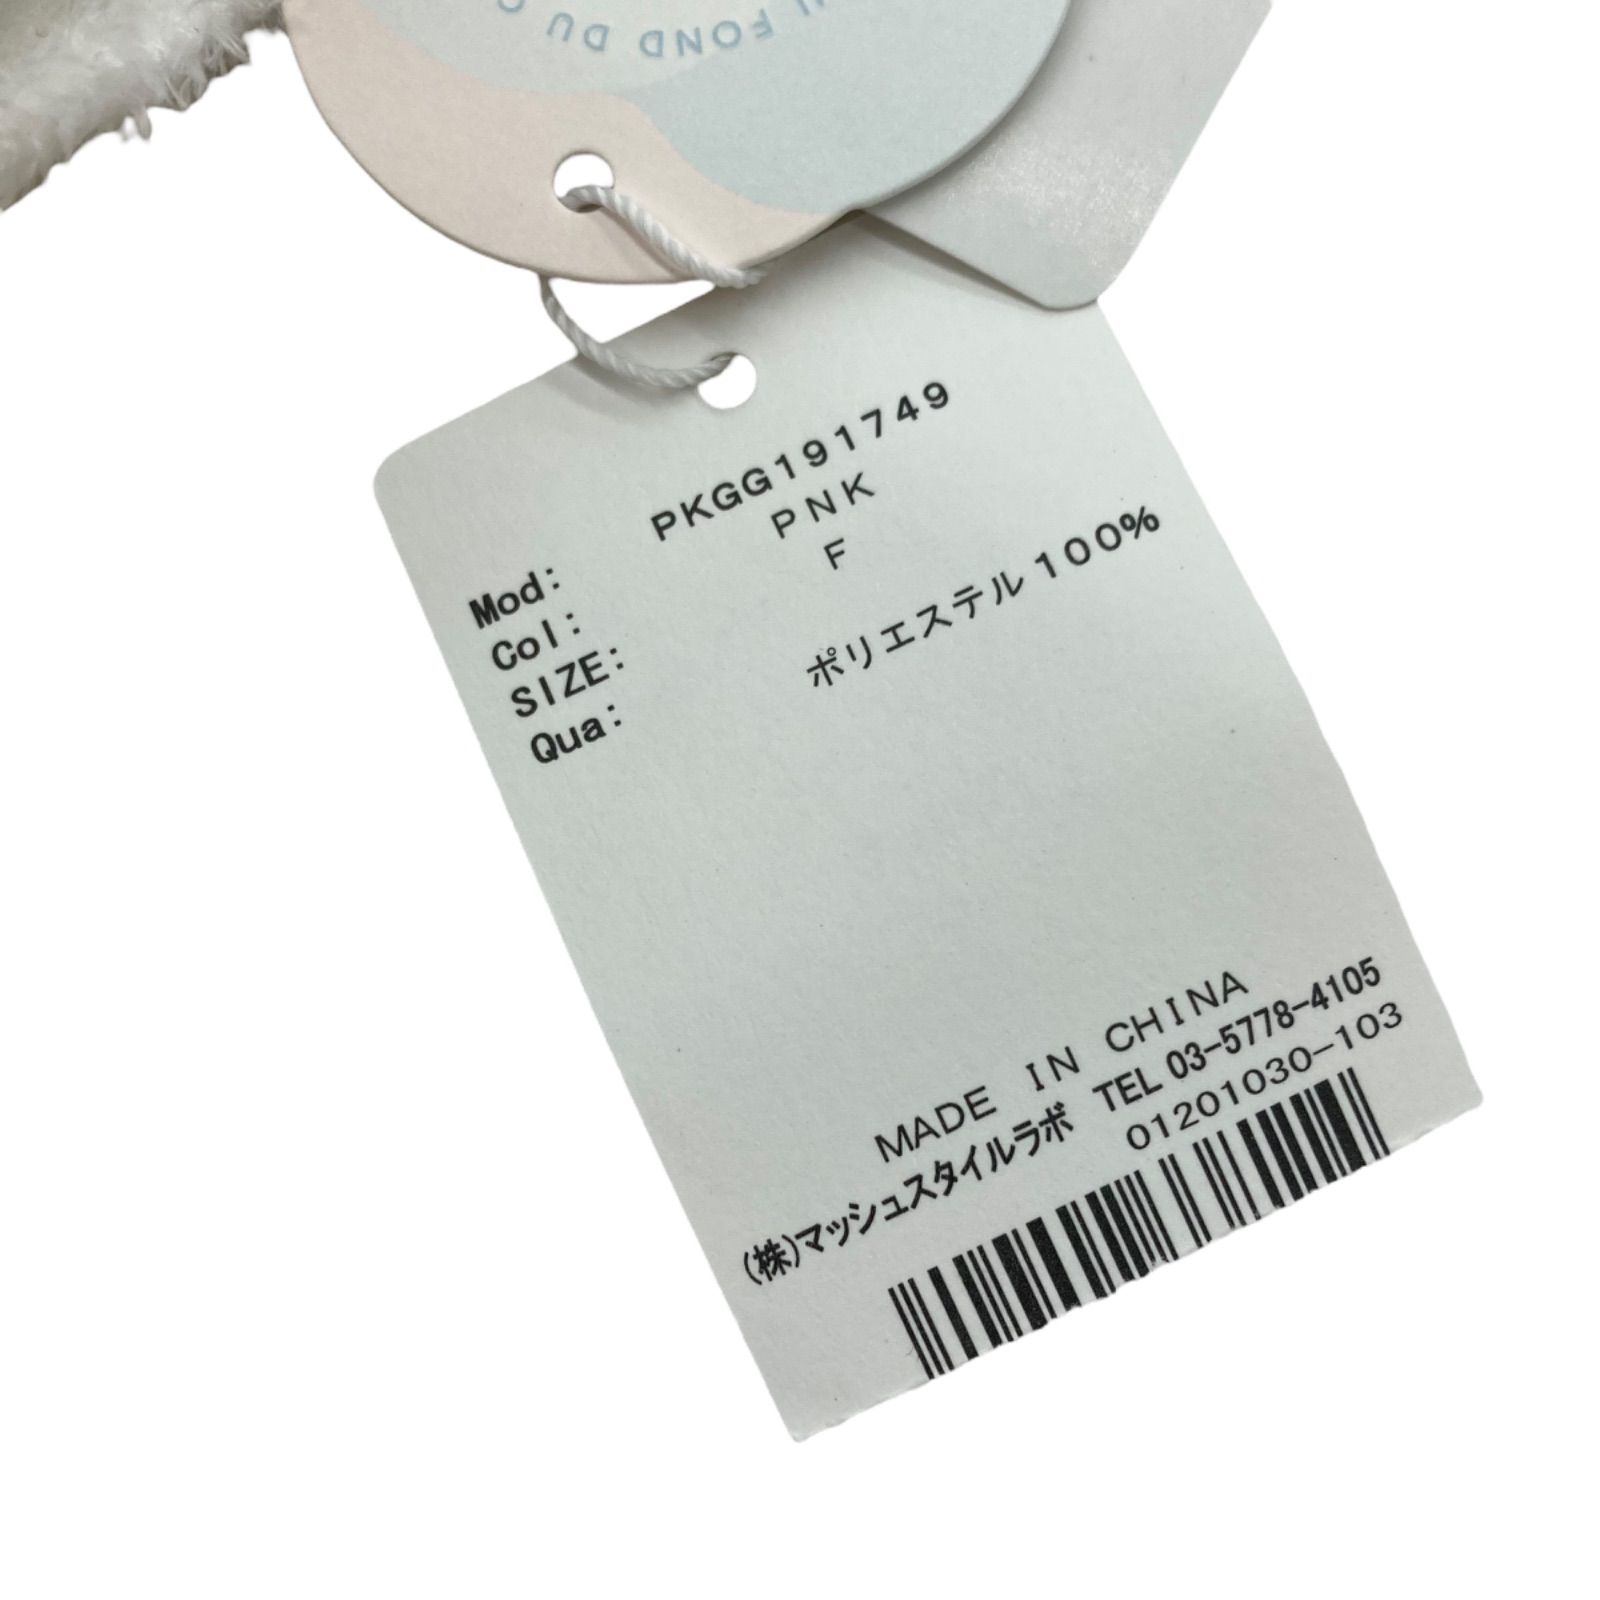 FOND DU
Mod: PKGG191749
Col: PNK
SIZE: F
Qua: ポリエステル100%
MADE IN CHINA
(株)マッシュスタイルラボ TEL 03-5778-4105
01201030-103